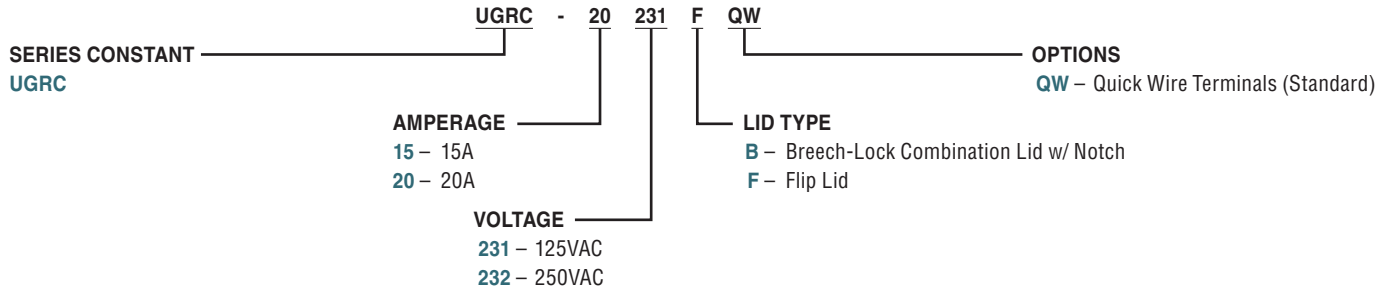 UGRC - 20 231 F QW
SERIES CONSTANT
UGRC
OPTIONS
QW – Quick Wire Terminals (Standard)
AMPERAGE
15 – 15A
20 – 20A
LID TYPE
B – Breech-Lock Combination Lid w/ Notch
F – Flip Lid
VOLTAGE
231 – 125VAC
232 – 250VAC